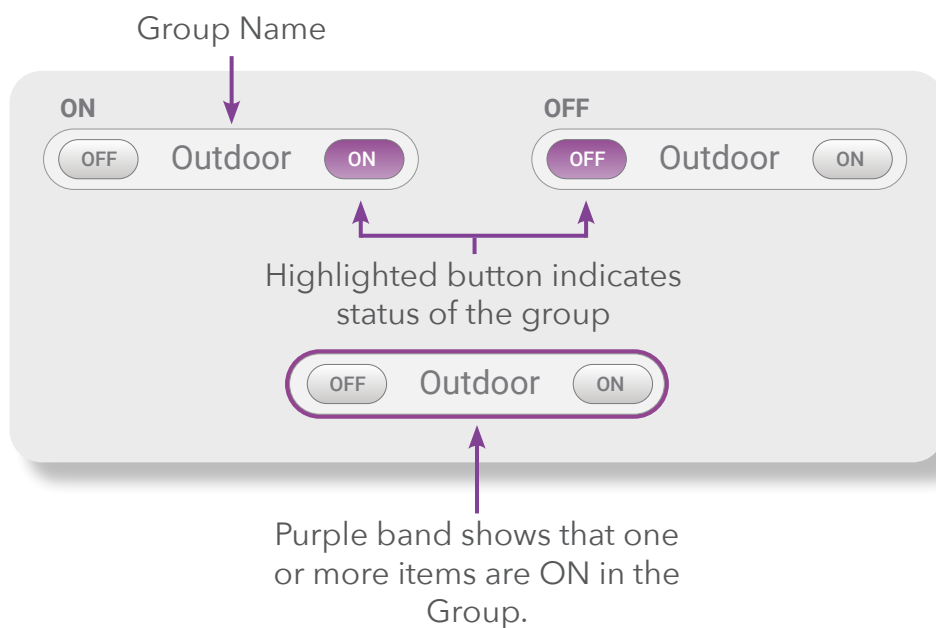 Group Name
ON
OFF
OFF Outdoor ON
OFF Outdoor ON
Highlighted button indicates
status of the group
OFF Outdoor ON
Purple band shows that one
or more items are ON in the
Group.